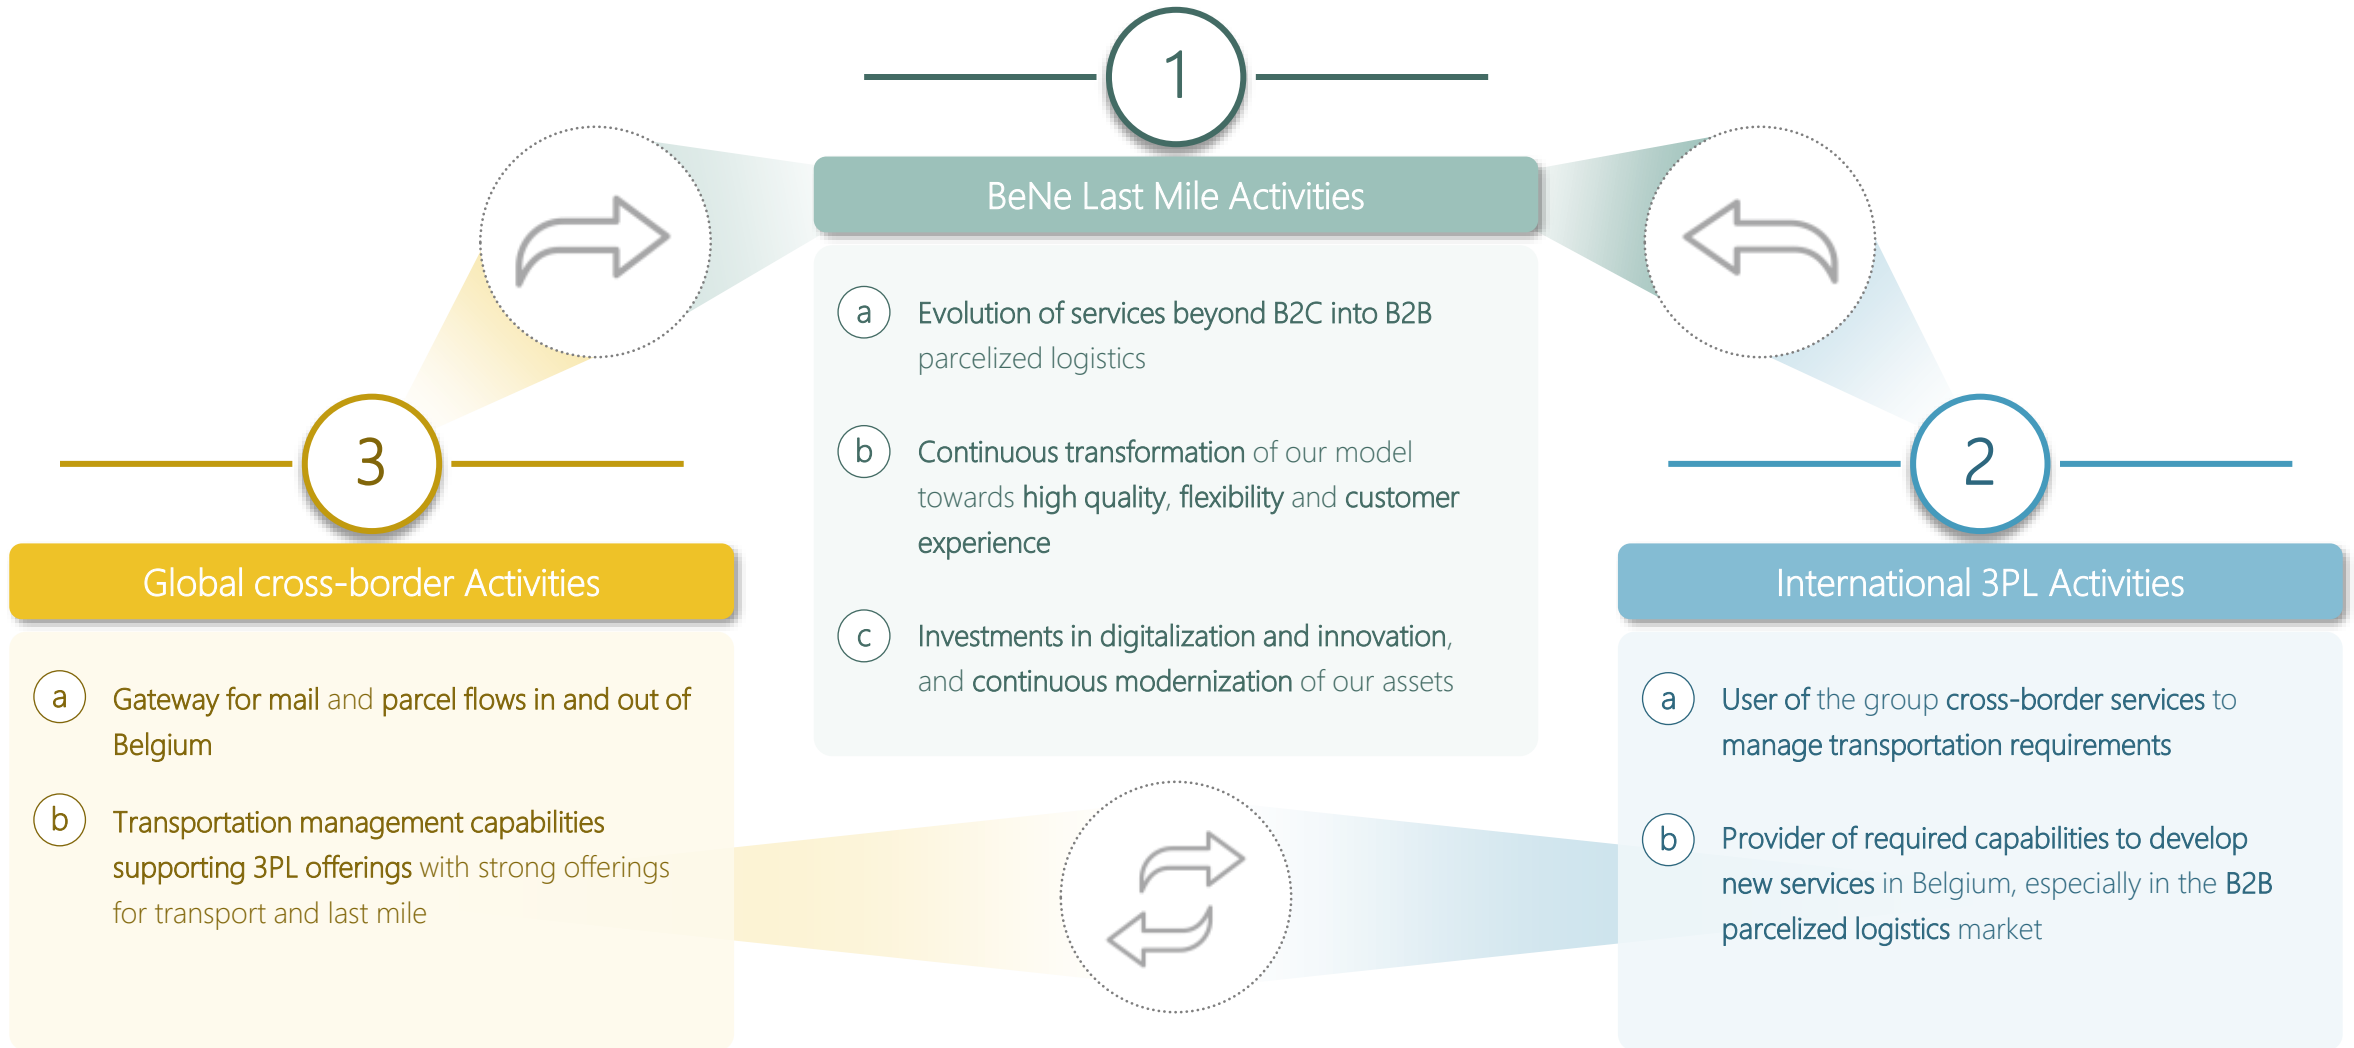 1
BeNe Last Mile Activities
a
Evolution of services beyond B2C into B2B
parcelized logistics
b
Continuous transformation of our model
towards high quality, flexibility and customer
experience
c
Investments in digitalization and innovation,
and continuous modernization of our assets
2
International 3PL Activities
a
User of the group cross-border services to
manage transportation requirements
b
Provider of required capabilities to develop
new services in Belgium, especially in the B2B
parcelized logistics market
3
Global cross-border Activities
a
Gateway for mail and parcel flows in and out of
Belgium
b
Transportation management capabilities
supporting 3PL offerings with strong offerings
for transport and last mile